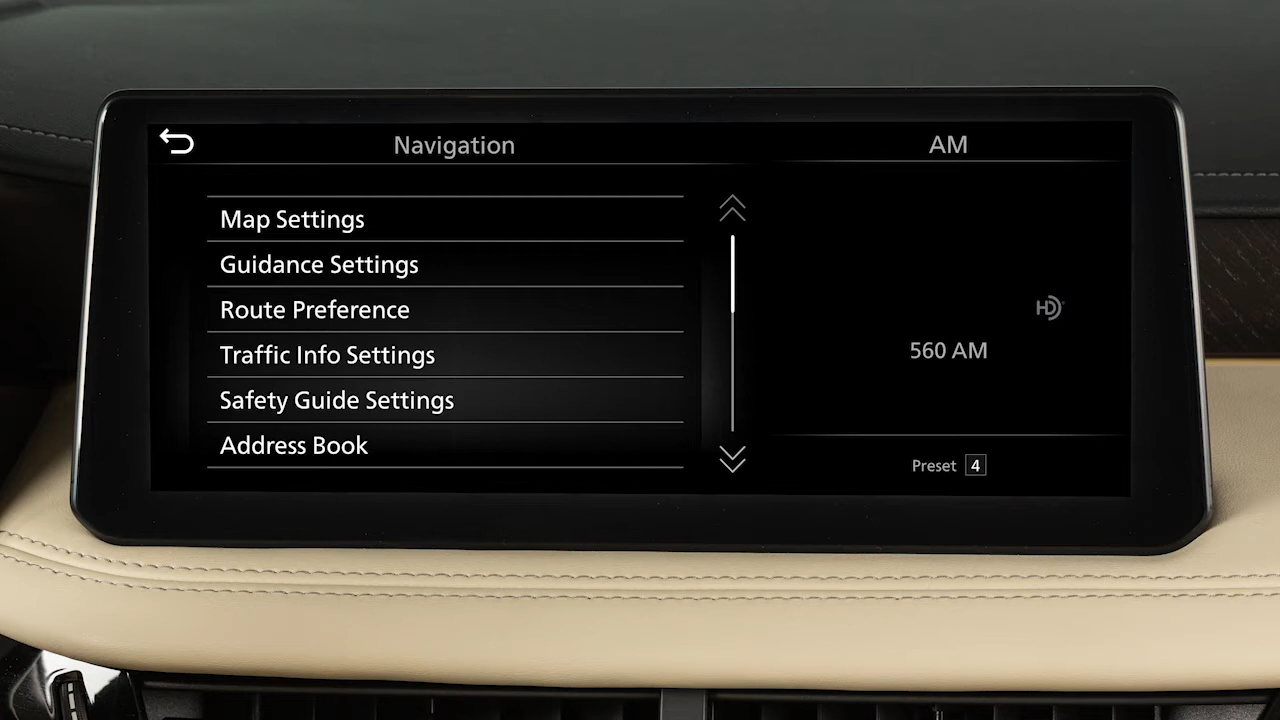 Navigation
Map Settings
Guidance Settings
Route Preference
Traffic Info Settings
Safety Guide Settings
Address Book
AM
HD
560 AM
Preset 4